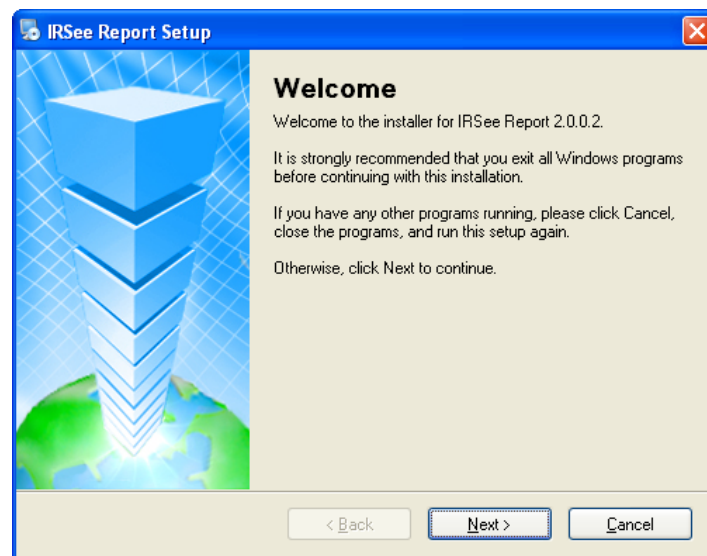 IRSee Report Setup
Welcome
Welcome to the installer for IRSee Report 2.0.0.2.
It is strongly recommended that you exit all Windows programs
before continuing with this installation.
If you have any other programs running, please click Cancel,
close the programs, and run this setup again.
Otherwise, click Next to continue.
< Back
Next >
Cancel